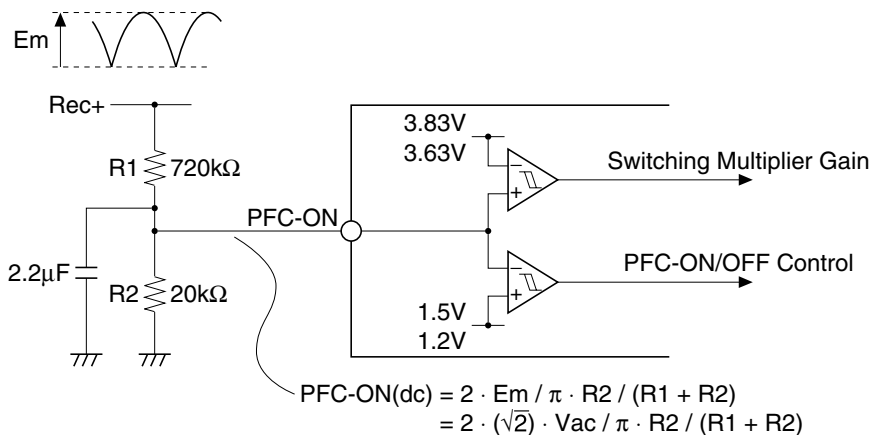 Em
Rec+
R1 720kΩ
PFC-ON
2.2μF
R2 20kΩ
3.83V
3.63V
Switching Multiplier Gain
PFC-ON/OFF Control
1.5V
1.2V
PFC-ON(dc) = 2 · Em / π · R2 / (R1 + R2)
= 2 · (√2) · Vac / π · R2 / (R1 + R2)